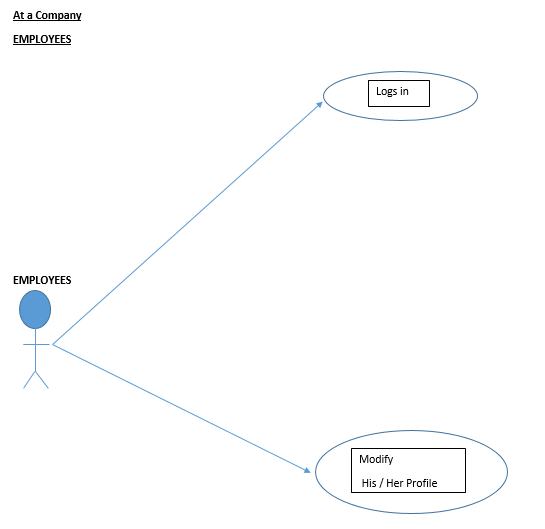 At a Company
EMPLOYEES
Logs in
EMPLOYEES
Modify
His / Her Profile